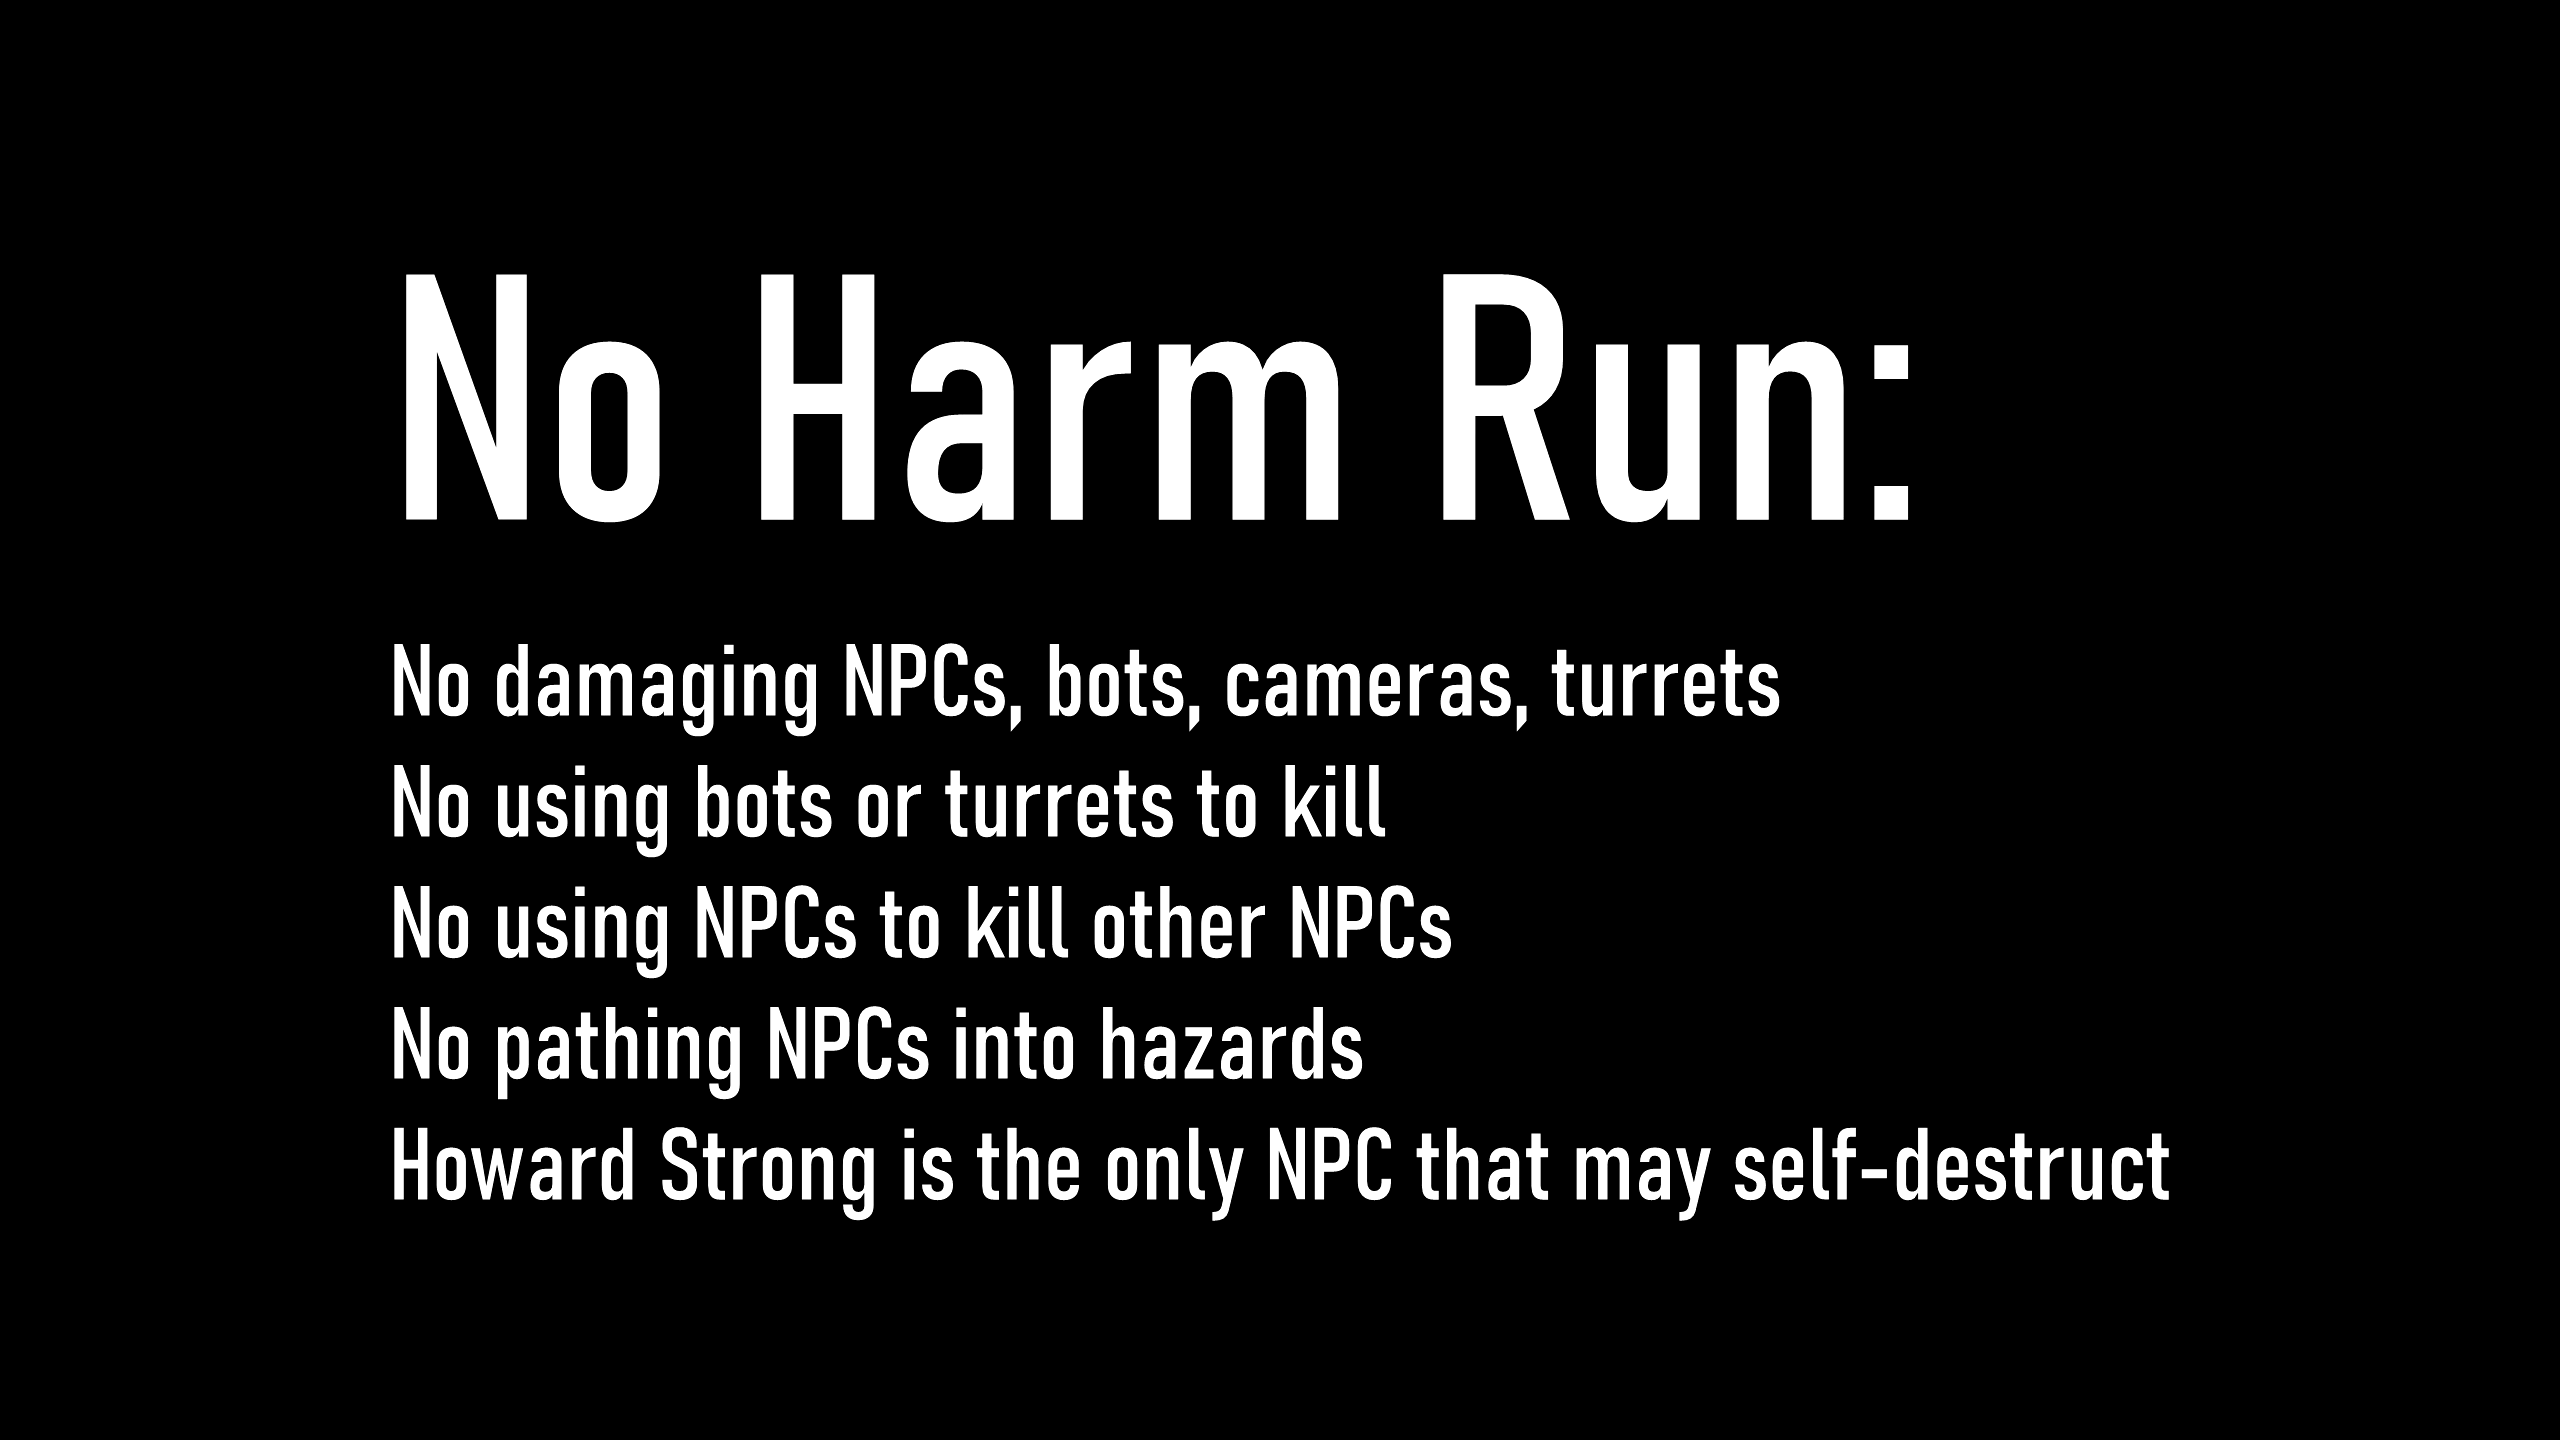 No Harm Run:
No damaging NPCs, bots, cameras, turrets
No using bots or turrets to kill
No using NPCs to kill other NPCs
No pathing NPCs into hazards
Howard Strong is the only NPC that may self-destruct